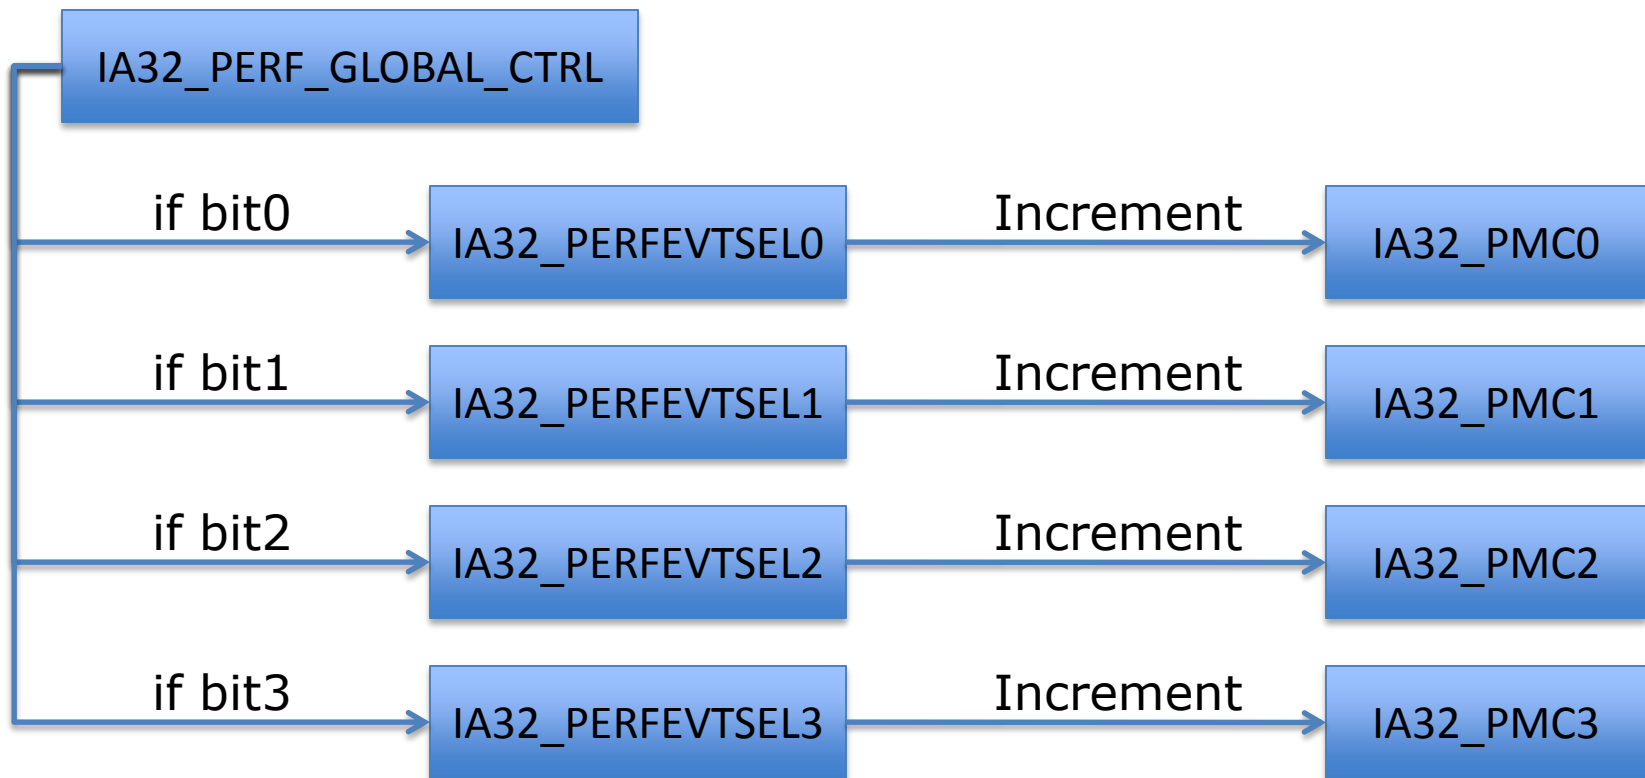 IA32_PERF_GLOBAL_CTRL
if bit0
IA32_PERFEVTSEL0
Increment
IA32_PMC0
if bit1
IA32_PERFEVTSEL1
Increment
IA32_PMC1
if bit2
IA32_PERFEVTSEL2
Increment
IA32_PMC2
if bit3
IA32_PERFEVTSEL3
Increment
IA32_PMC3